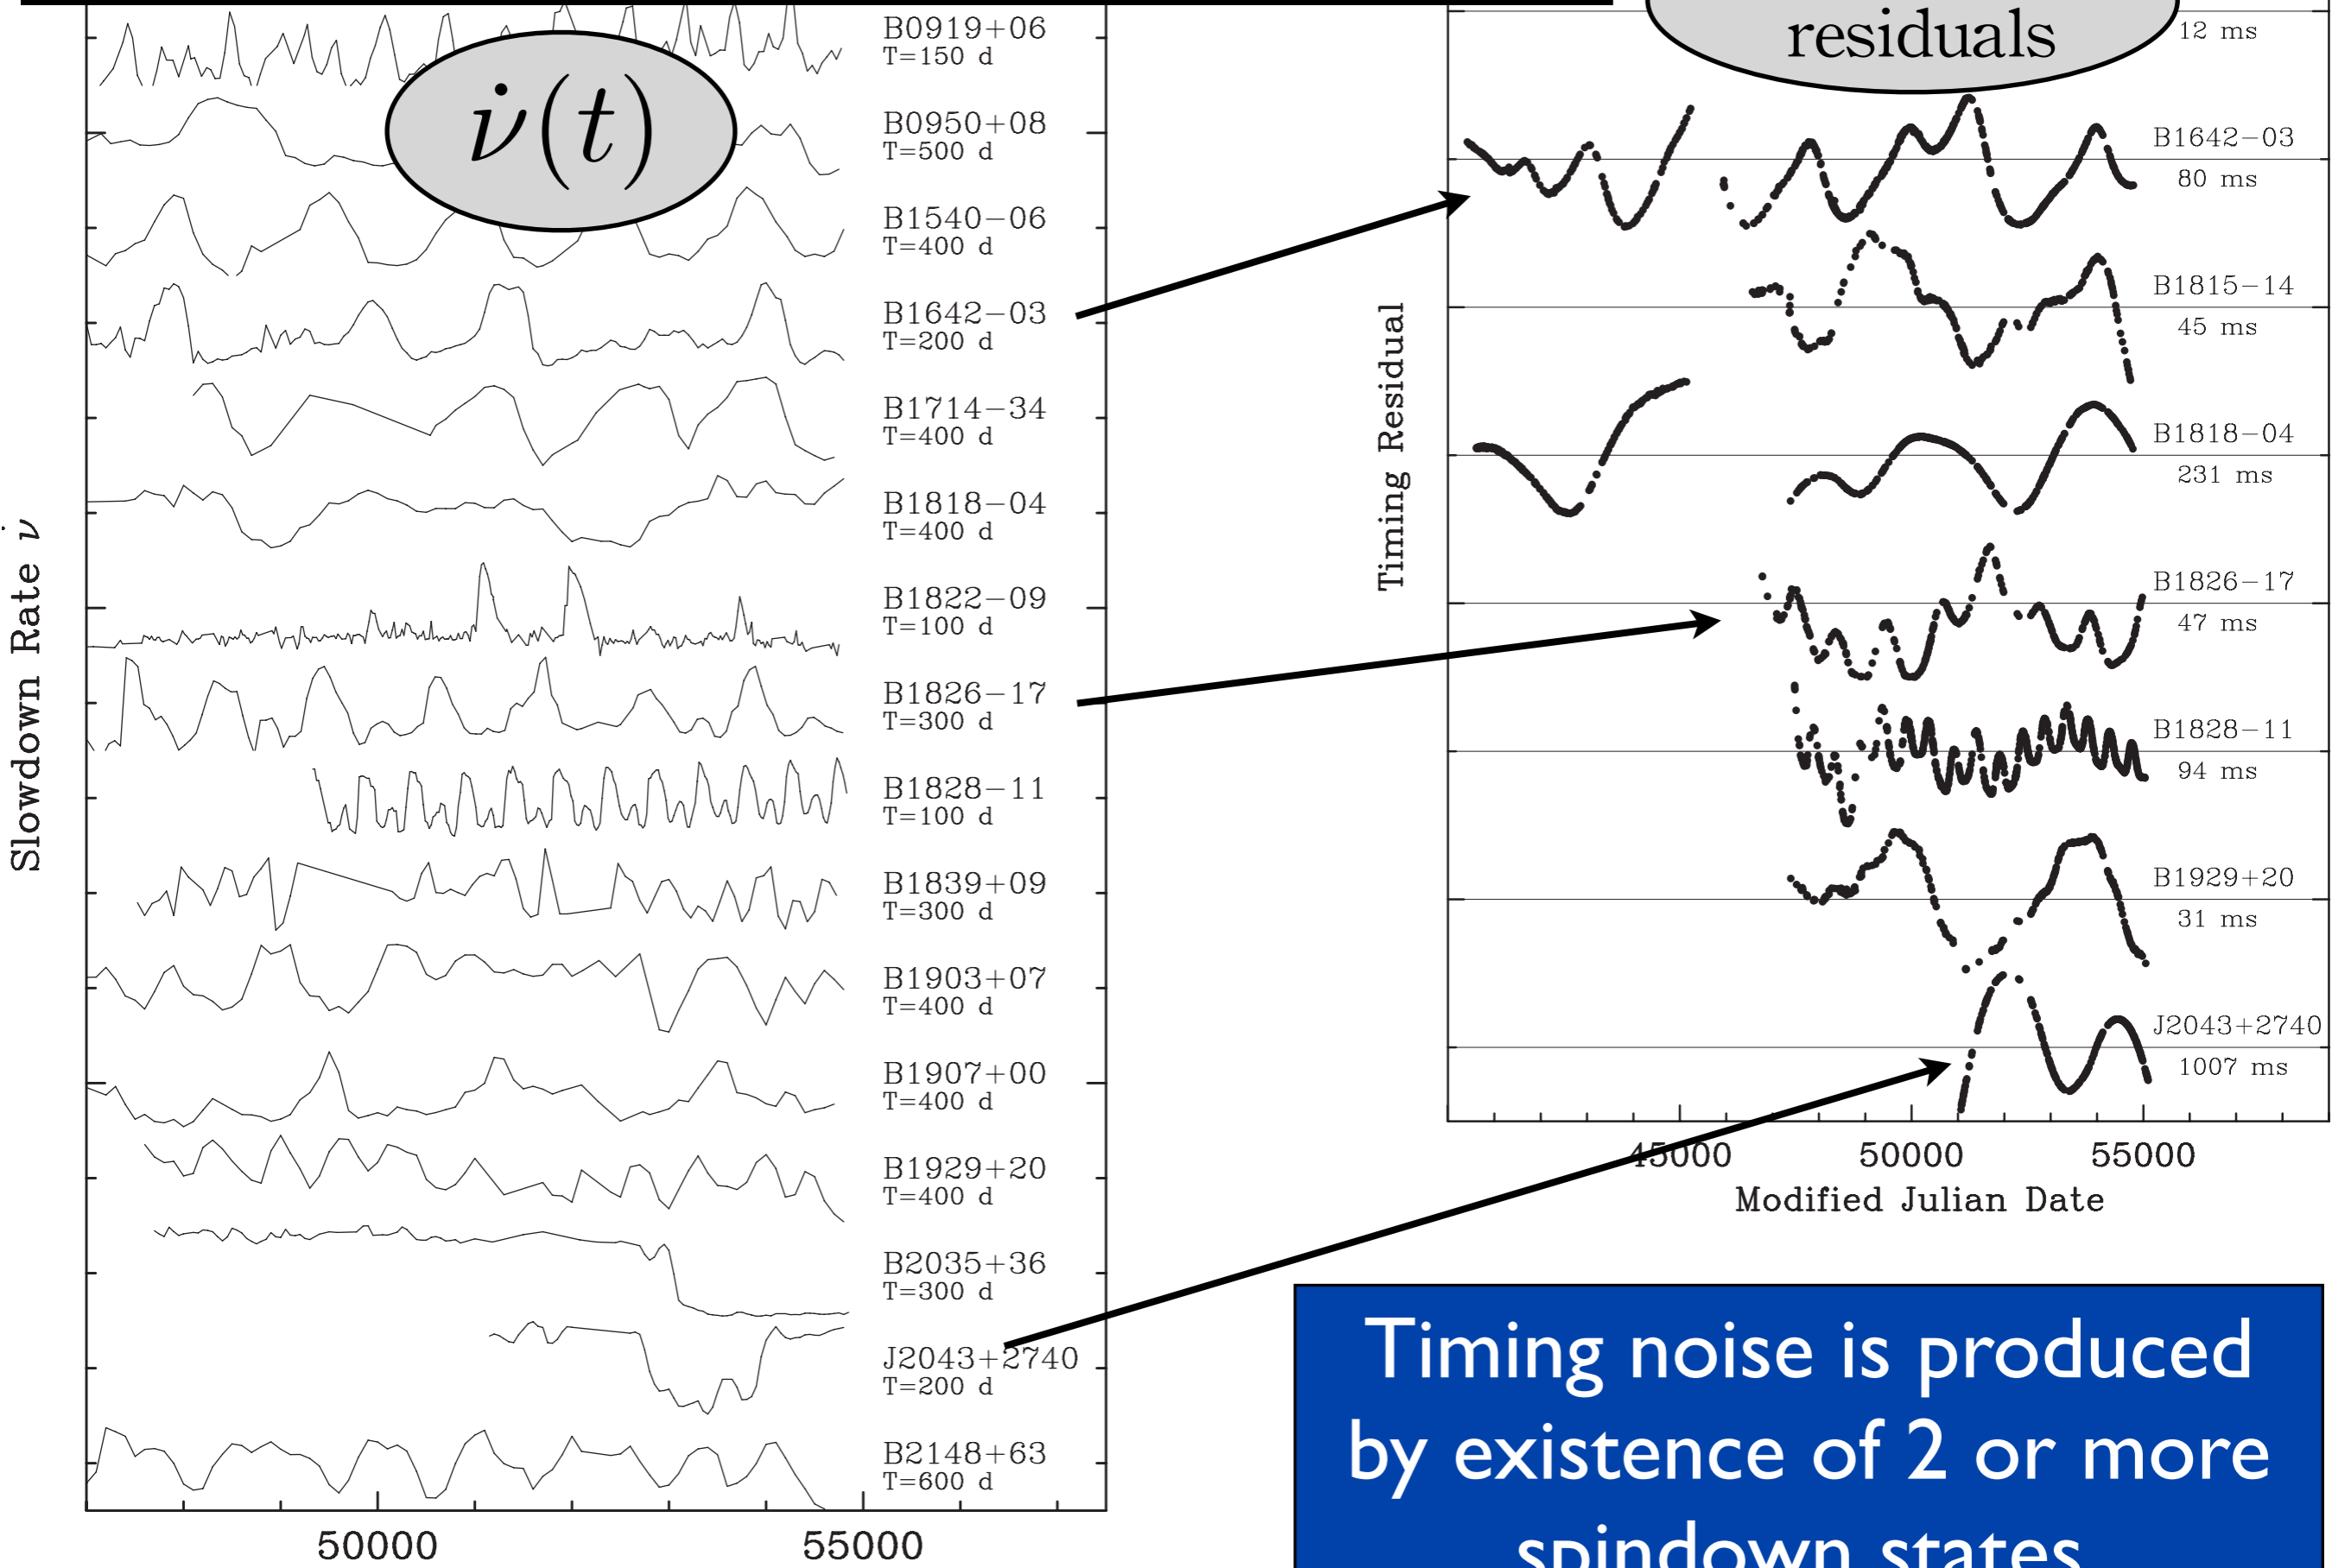 Slowdown Rate ν̇
ν̇(t)
B0919+06
T=150 d
B0950+08
T=500 d
B1540−06
T=400 d
B1642−03
T=200 d
B1714−34
T=400 d
B1818−04
T=400 d
B1822−09
T=100 d
B1826−17
T=300 d
B1828−11
T=100 d
B1839+09
T=300 d
B1903+07
T=400 d
B1907+00
T=400 d
B1929+20
T=400 d
B2035+36
T=300 d
J2043+2740
T=200 d
B2148+63
T=600 d
50000 55000
residuals
Timing Residual
12 ms
B1642−03
80 ms
B1815−14
45 ms
B1818−04
231 ms
B1826−17
47 ms
B1828−11
94 ms
B1929+20
31 ms
J2043+2740
1007 ms
45000 50000 55000
Modified Julian Date
Timing noise is produced
by existence of 2 or more
spindown states